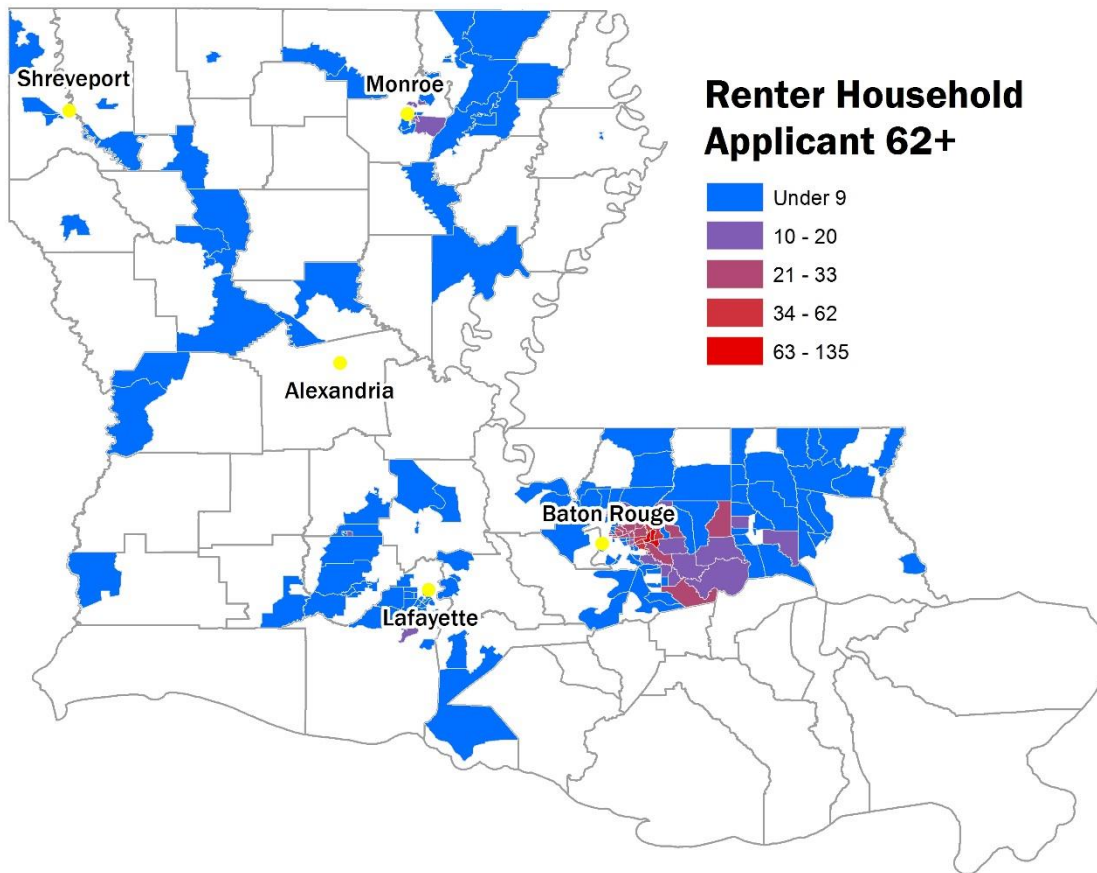 Shreveport
Monroe
Renter Household
Applicant 62+
Under 9
10 - 20
21 - 33
34 - 62
63 - 135
Alexandria
Baton Rouge
Lafayette